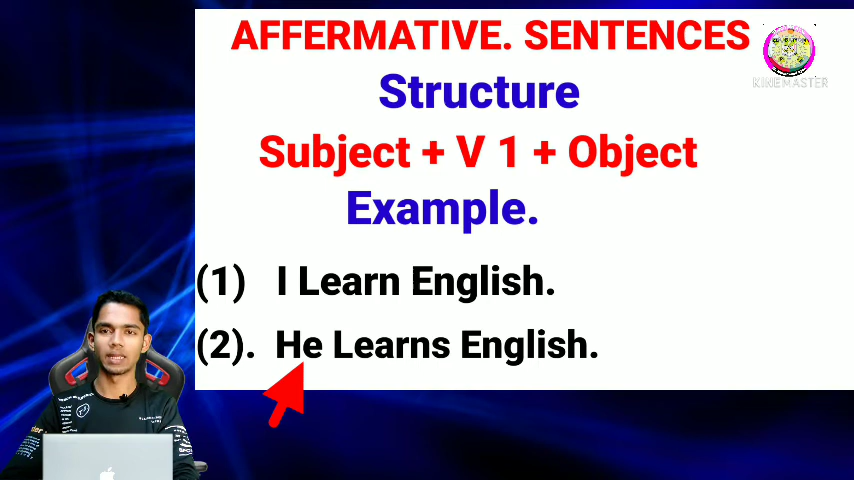 AFFERMATIVE. SENTENCES
KINEMASTER
Structure
Subject + V 1 + Object
Example.
(1) I Learn English.
(2). He Learns English.